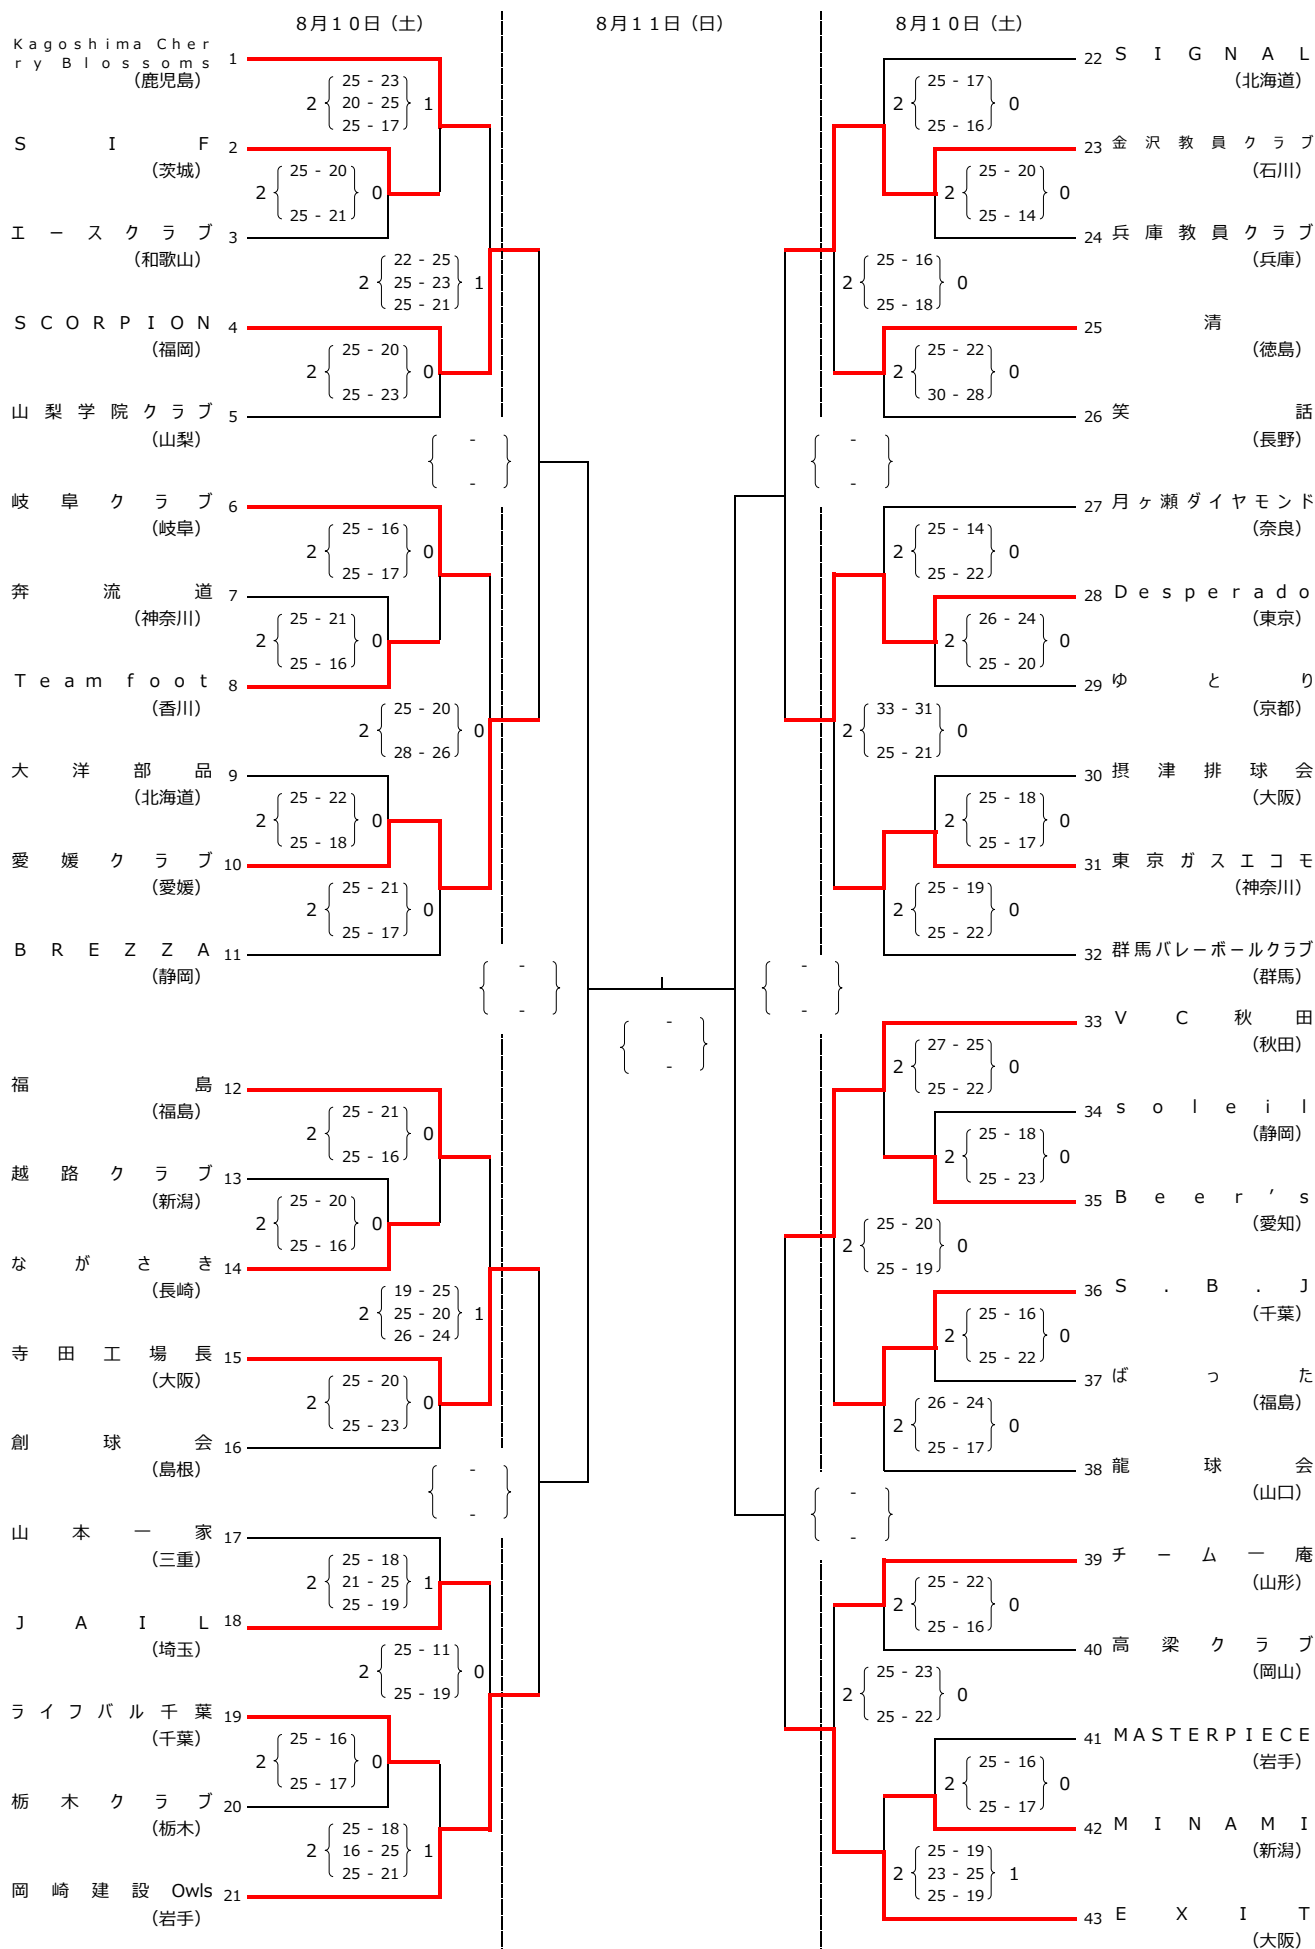 8月10日（土）
8月11日（日）
8月10日（土）
Kagoshima Cher
ry Blossoms 1
（鹿児島）
25 - 23
2 20 - 25 1
25 - 17
SIF 2
（茨城）
25 - 20
2 0
25 - 21
エースクラブ 3
（和歌山）
22 - 25
2 25 - 23 1
25 - 21
SCORPION 4
（福岡）
25 - 20
2 0
25 - 23
山梨学院クラブ 5
（山梨）
-
-
岐阜クラブ 6
（岐阜）
25 - 16
2 0
25 - 17
奔流道 7
（神奈川）
25 - 21
2 0
25 - 16
Team foot 8
（香川）
25 - 20
2 0
28 - 26
大洋部品 9
（北海道）
25 - 22
2 0
25 - 18
愛媛クラブ 10
（愛媛）
25 - 21
2 0
25 - 17
BREZZA 11
（静岡）
-
-
福島 12
（福島）
25 - 21
2 0
25 - 16
越路クラブ 13
（新潟）
25 - 20
2 0
25 - 16
ながさき 14
（長崎）
19 - 25
2 25 - 20 1
26 - 24
寺田工場長 15
（大阪）
25 - 20
2 0
25 - 23
創球会 16
（島根）
-
-
山本一家 17
（三重）
25 - 18
2 21 - 25 1
25 - 19
JAIL 18
（埼玉）
25 - 11
2 0
25 - 19
ライフバル千葉 19
（千葉）
25 - 16
2 0
25 - 17
栃木クラブ 20
（栃木）
25 - 18
2 16 - 25 1
25 - 21
岡崎建設 Owls 21
（岩手）
-
-
22 SIGNAL
（北海道）
25 - 17
2 0
25 - 16
23 金沢教員クラブ
（石川）
25 - 20
2 0
25 - 14
24 兵庫教員クラブ
（兵庫）
25 - 16
2 0
25 - 18
25 清
（徳島）
25 - 22
2 0
30 - 28
26 笑話
（長野）
-
-
27 月ヶ瀬ダイヤモンド
（奈良）
25 - 14
2 0
25 - 22
28 Desperado
（東京）
26 - 24
2 0
25 - 20
29 ゆとり
（京都）
33 - 31
2 0
25 - 21
30 摂津排球会
（大阪）
25 - 18
2 0
25 - 17
31 東京ガスエコモ
（神奈川）
25 - 19
2 0
25 - 22
32 群馬バレーボールクラブ
（群馬）
-
-
33 VC秋田
（秋田）
27 - 25
2 0
25 - 22
34 soleil
（静岡）
25 - 18
2 0
25 - 23
35 Beer’s
（愛知）
25 - 20
2 0
25 - 19
36 S.B.J
（千葉）
25 - 16
2 0
25 - 22
37 ばった
（福島）
26 - 24
2 0
25 - 17
38 龍球会
（山口）
-
-
39 チーム一庵
（山形）
25 - 22
2 0
25 - 16
40 高梁クラブ
（岡山）
25 - 23
2 0
25 - 22
41 MASTERPIECE
（岩手）
25 - 16
2 0
25 - 17
42 MINAMI
（新潟）
25 - 19
2 23 - 25 1
25 - 19
43 EXIT
（大阪）